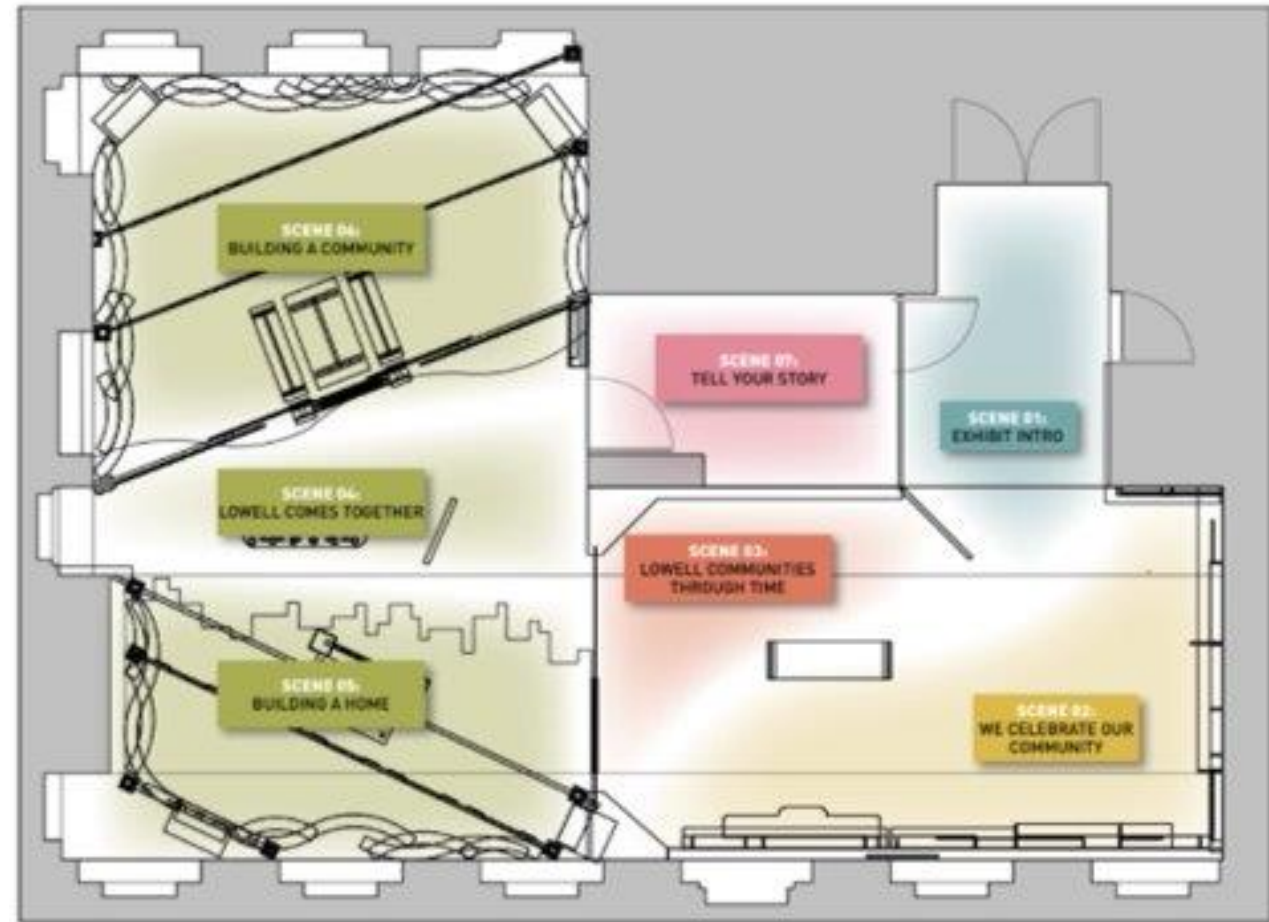 SCENE 06:
BUILDING A COMMUNITY
SCENE 07:
TELL YOUR STORY
SCENE 01:
EXHIBIT INTRO
SCENE 04:
LOWELL COMES TOGETHER
SCENE 03:
LOWELL COMMUNITIES
THROUGH TIME
SCENE 05:
BUILDING A HOME
SCENE 02:
WE CELEBRATE OUR
COMMUNITY